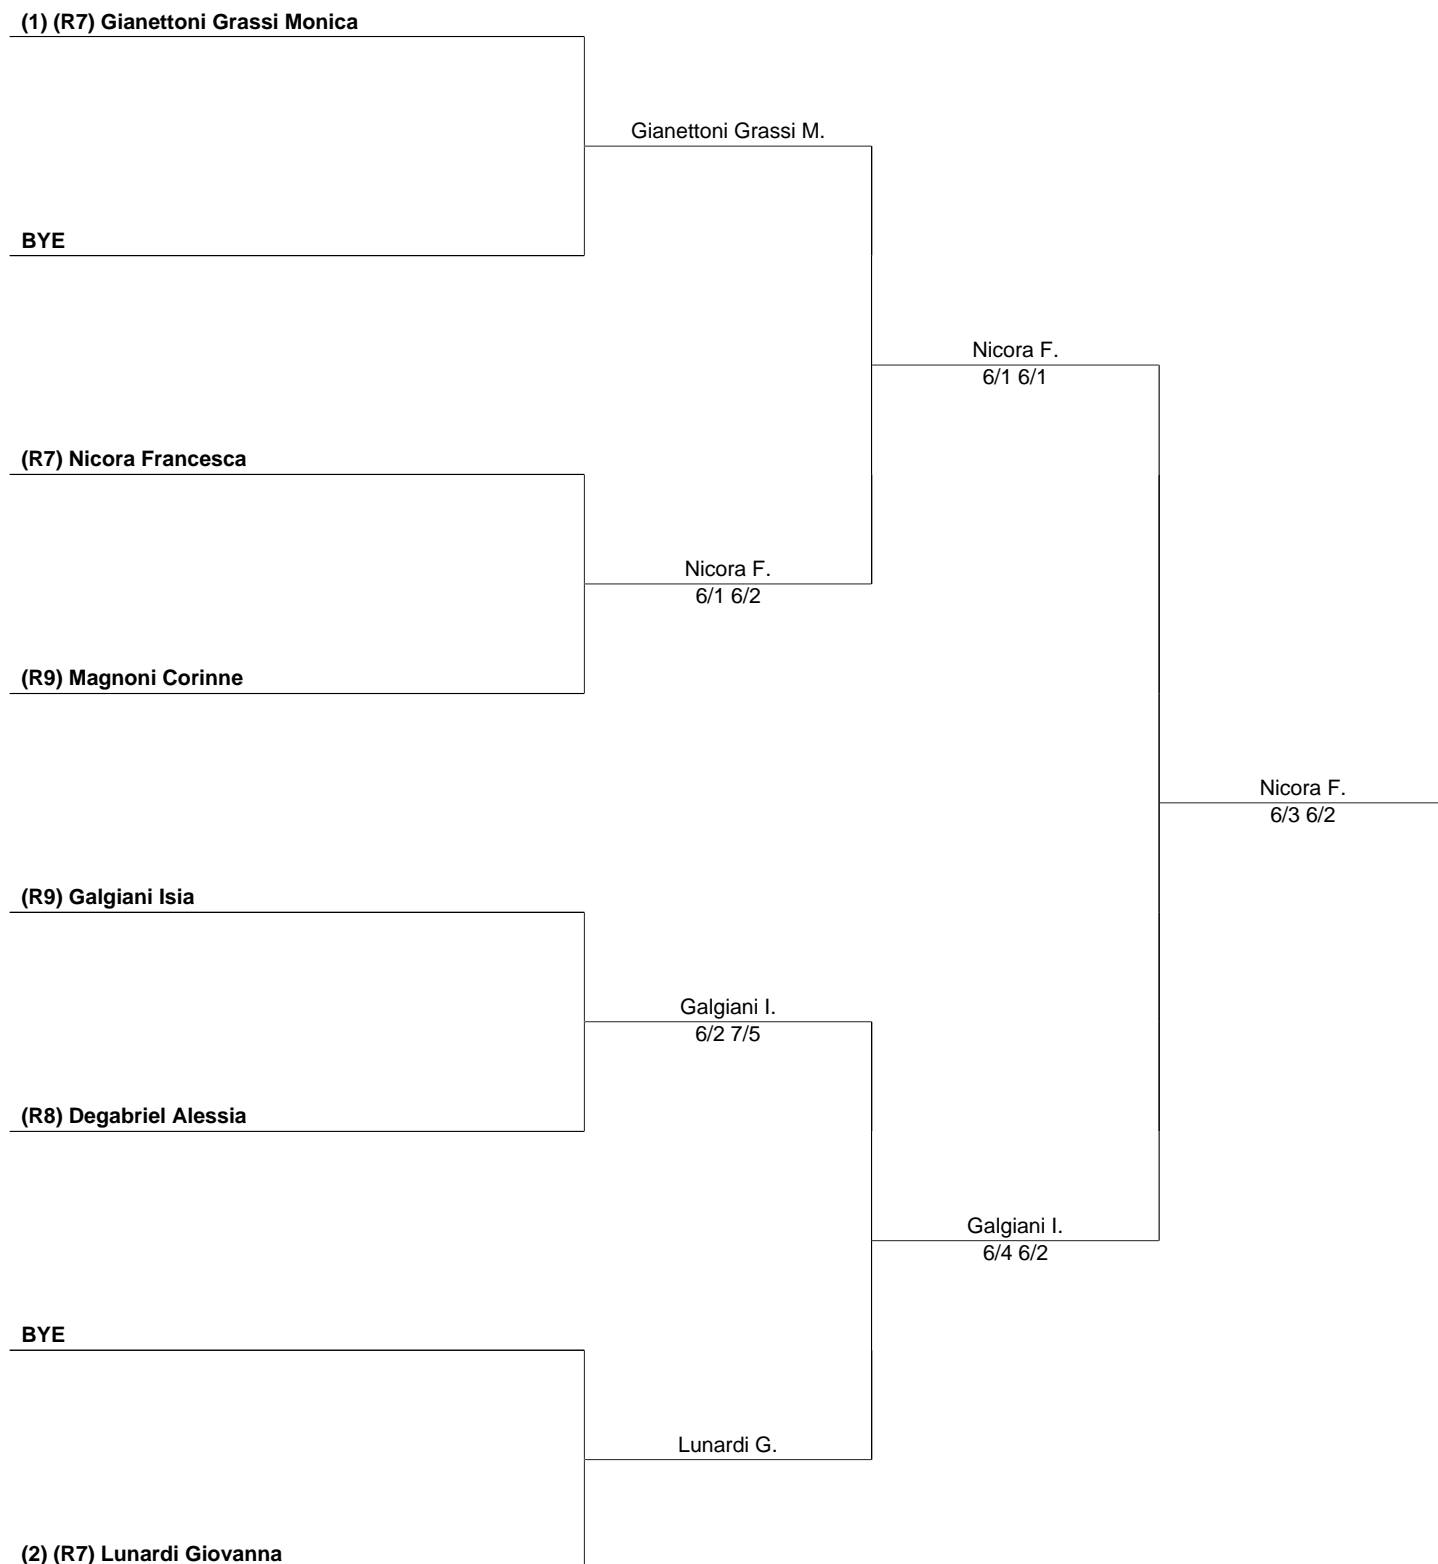 (1) (R7) Gianettoni Grassi Monica
Gianettoni Grassi M.
BYE
Nicora F.
6/1 6/1
(R7) Nicora Francesca
Nicora F.
6/1 6/2
(R9) Magnoni Corinne
Nicora F.
6/3 6/2
(R9) Galgiani Isia
Galgiani I.
6/2 7/5
(R8) Degabriel Alessia
Galgiani I.
6/4 6/2
BYE
Lunardi G.
(2) (R7) Lunardi Giovanna